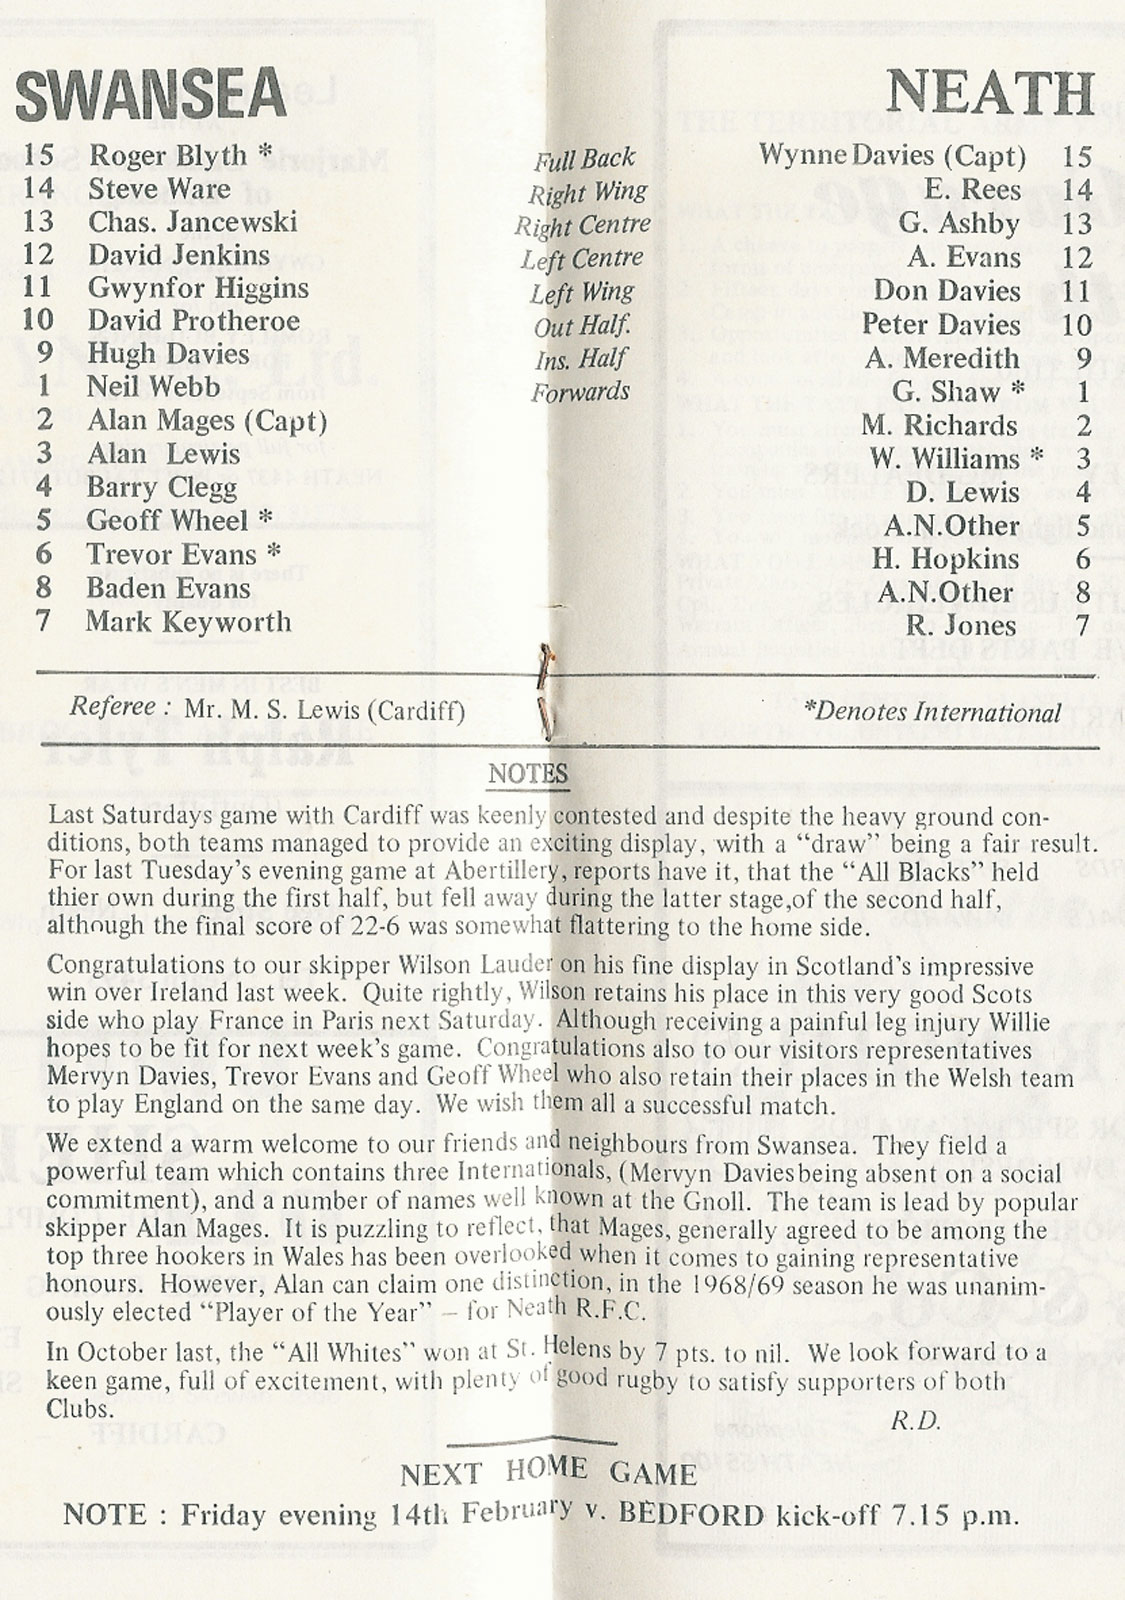 SWANSEA NEATH
15 Roger Blyth * Full Back Wynne Davies (Capt) 15
14 Steve Ware Right Wing E. Rees 14
13 Chas. Jancewski Right Centre G. Ashby 13
12 David Jenkins Left Centre A. Evans 12
11 Gwynfor Higgins Left Wing Don Davies 11
10 David Protheroe Out Half. Peter Davies 10
9 Hugh Davies Ins. Half A. Meredith 9
1 Neil Webb Forwards G. Shaw * 1
2 Alan Mages (Capt) M. Richards 2
3 Alan Lewis W. Williams * 3
4 Barry Clegg D. Lewis 4
5 Geoff Wheel * A.N.Other 5
6 Trevor Evans * H. Hopkins 6
8 Baden Evans A.N.Other 8
7 Mark Keyworth R. Jones 7
Referee : Mr. M. S. Lewis (Cardiff) *Denotes International
NOTES
Last Saturdays game with Cardiff was keenly contested and despite the heavy ground con-
ditions, both teams managed to provide an exciting display, with a “draw” being a fair result.
For last Tuesday’s evening game at Abertillery, reports have it, that the “All Blacks” held
thier own during the first half, but fell away during the latter stage,of the second half,
although the final score of 22-6 was somewhat flattering to the home side.
Congratulations to our skipper Wilson Lauder on his fine display in Scotland’s impressive
win over Ireland last week. Quite rightly, Wilson retains his place in this very good Scots
side who play France in Paris next Saturday. Although receiving a painful leg injury Willie
hopes to be fit for next week’s game. Congratulations also to our visitors representatives
Mervyn Davies, Trevor Evans and Geoff Wheel who also retain their places in the Welsh team
to play England on the same day. We wish them all a successful match.
We extend a warm welcome to our friends and neighbours from Swansea. They field a
powerful team which contains three Internationals, (Mervyn Daviesbeing absent on a social
commitment), and a number of names well known at the Gnoll. The team is lead by popular
skipper Alan Mages. It is puzzling to reflect, that Mages, generally agreed to be among the
top three hookers in Wales has been overlooked when it comes to gaining representative
honours. However, Alan can claim one distinction, in the 1968/69 season he was unanim-
ously elected “Player of the Year” – for Neath R.F.C.
In October last, the “All Whites” won at St. Helens by 7 pts. to nil. We look forward to a
keen game, full of excitement, with plenty of good rugby to satisfy supporters of both
Clubs.
R.D.
NEXT HOME GAME
NOTE : Friday evening 14th February v. BEDFORD kick-off 7.15 p.m.